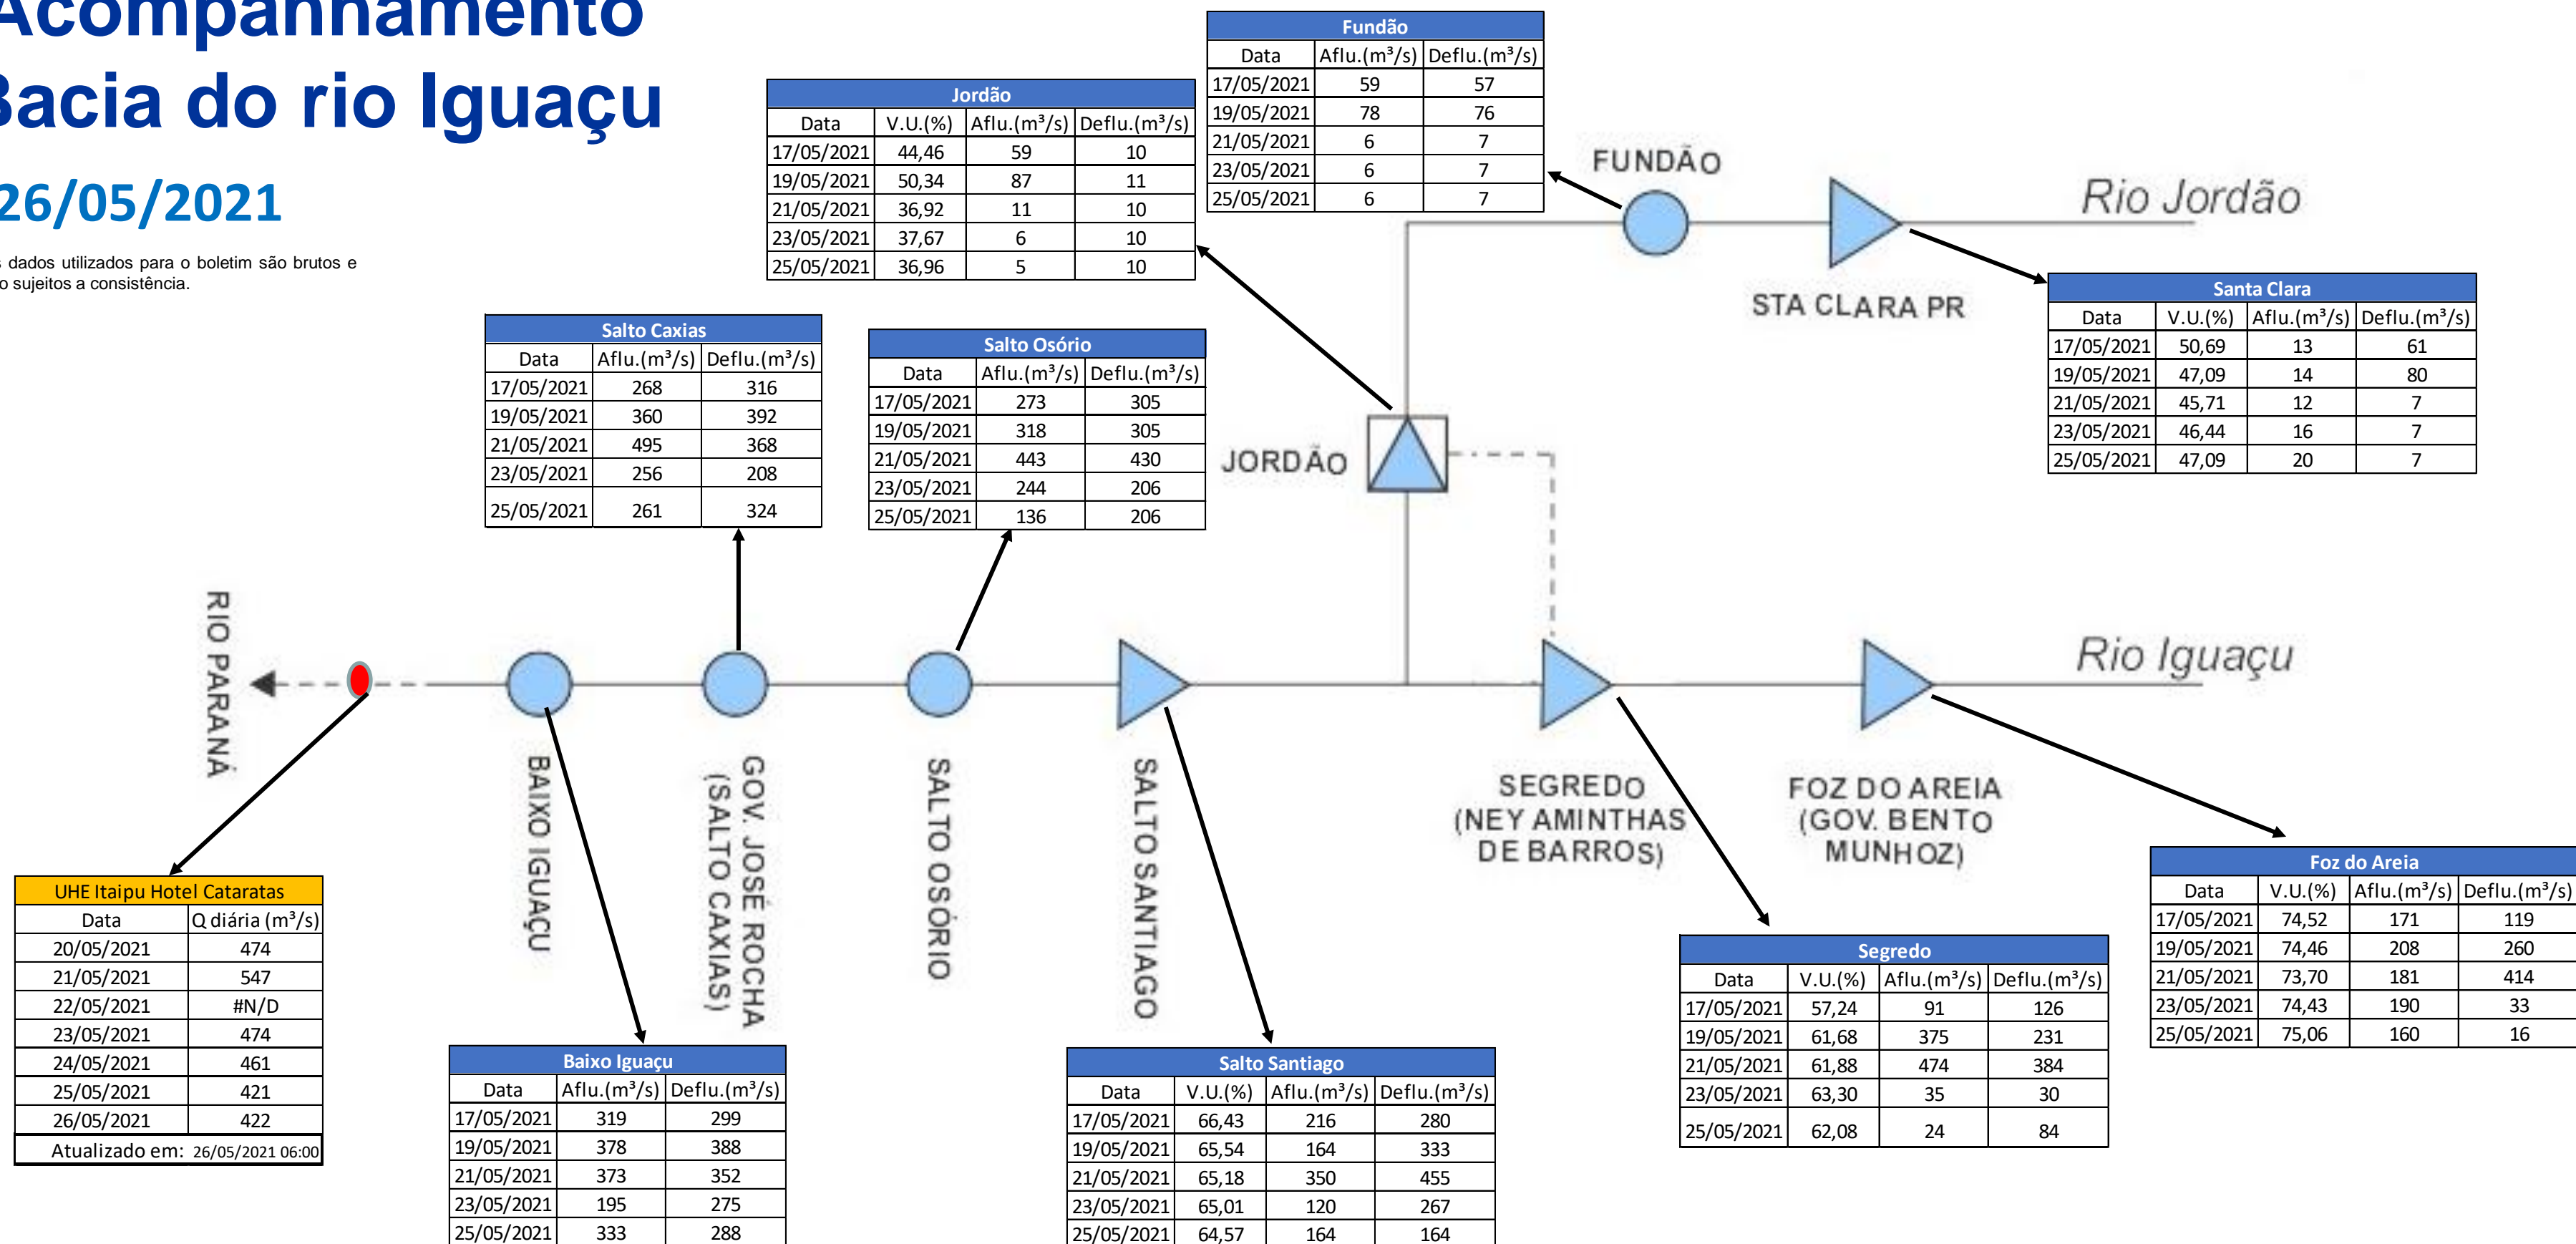 Acompanhamento
Bacia do rio Iguaçu
26/05/2021
s dados utilizados para o boletim são brutos e
o sujeitos a consistência.
Fundão
Data Aflu.(m³/s) Deflu.(m³/s)
17/05/2021 59 57
19/05/2021 78 76
21/05/2021 6 7
23/05/2021 6 7
25/05/2021 6 7
Jordão
Data V.U.(%) Aflu.(m³/s) Deflu.(m³/s)
17/05/2021 44,46 59 10
19/05/2021 50,34 87 11
21/05/2021 36,92 11 10
23/05/2021 37,67 6 10
25/05/2021 36,96 5 10
FUNDÃO
Rio Jordão
STA CLARA PR
Santa Clara
Data V.U.(%) Aflu.(m³/s) Deflu.(m³/s)
17/05/2021 50,69 13 61
19/05/2021 47,09 14 80
21/05/2021 45,71 12 7
23/05/2021 46,44 16 7
25/05/2021 47,09 20 7
Salto Caxias
Data Aflu.(m³/s) Deflu.(m³/s)
17/05/2021 268 316
19/05/2021 360 392
21/05/2021 495 368
23/05/2021 256 208
25/05/2021 261 324
Salto Osório
Data Aflu.(m³/s) Deflu.(m³/s)
17/05/2021 273 305
19/05/2021 318 305
21/05/2021 443 430
23/05/2021 244 206
25/05/2021 136 206
JORDÃO
RIO PARANÁ
Rio Iguaçu
BAIXO IGUAÇU
GOV. JOSÉ ROCHA
(SALTO CAXIAS)
SALTO OSÓRIO
SALTO SANTIAGO
SEGREDO
(NEY AMINTHAS
DE BARROS)
FOZ DO AREIA
(GOV. BENTO
MUNHOZ)
UHE Itaipu Hotel Cataratas
Data Q diária (m³/s)
20/05/2021 474
21/05/2021 547
22/05/2021 #N/D
23/05/2021 474
24/05/2021 461
25/05/2021 421
26/05/2021 422
Atualizado em: 26/05/2021 06:00
Baixo Iguaçu
Data Aflu.(m³/s) Deflu.(m³/s)
17/05/2021 319 299
19/05/2021 378 388
21/05/2021 373 352
23/05/2021 195 275
25/05/2021 333 288
Salto Santiago
Data V.U.(%) Aflu.(m³/s) Deflu.(m³/s)
17/05/2021 66,43 216 280
19/05/2021 65,54 164 333
21/05/2021 65,18 350 455
23/05/2021 65,01 120 267
25/05/2021 64,57 164 164
Segredo
Data V.U.(%) Aflu.(m³/s) Deflu.(m³/s)
17/05/2021 57,24 91 126
19/05/2021 61,68 375 231
21/05/2021 61,88 474 384
23/05/2021 63,30 35 30
25/05/2021 62,08 24 84
Foz do Areia
Data V.U.(%) Aflu.(m³/s) Deflu.(m³/s)
17/05/2021 74,52 171 119
19/05/2021 74,46 208 260
21/05/2021 73,70 181 414
23/05/2021 74,43 190 33
25/05/2021 75,06 160 16